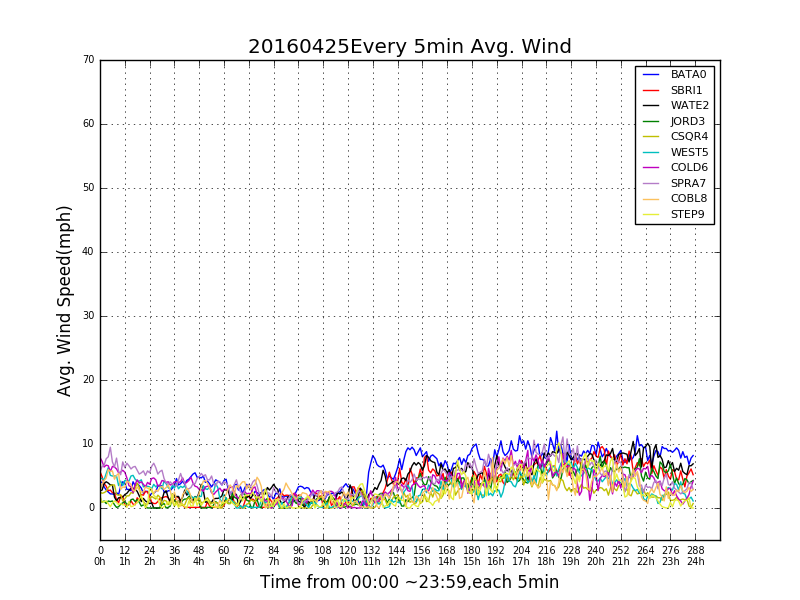 20160425Every 5min Avg. Wind
70
60
50
40
30
20
10
0
Avg. Wind Speed(mph)
BATA0
SBRI1
WATE2
JORD3
CSQR4
WEST5
COLD6
SPRA7
COBL8
STEP9
0 12 24 36 48 60 72 84 96 108 120 132 144 156 168 180 192 204 216 228 240 252 264 276 288
0h 1h 2h 3h 4h 5h 6h 7h 8h 9h 10h 11h 12h 13h 14h 15h 16h 17h 18h 19h 20h 21h 22h 23h 24h
Time from 00:00 ~23:59,each 5min